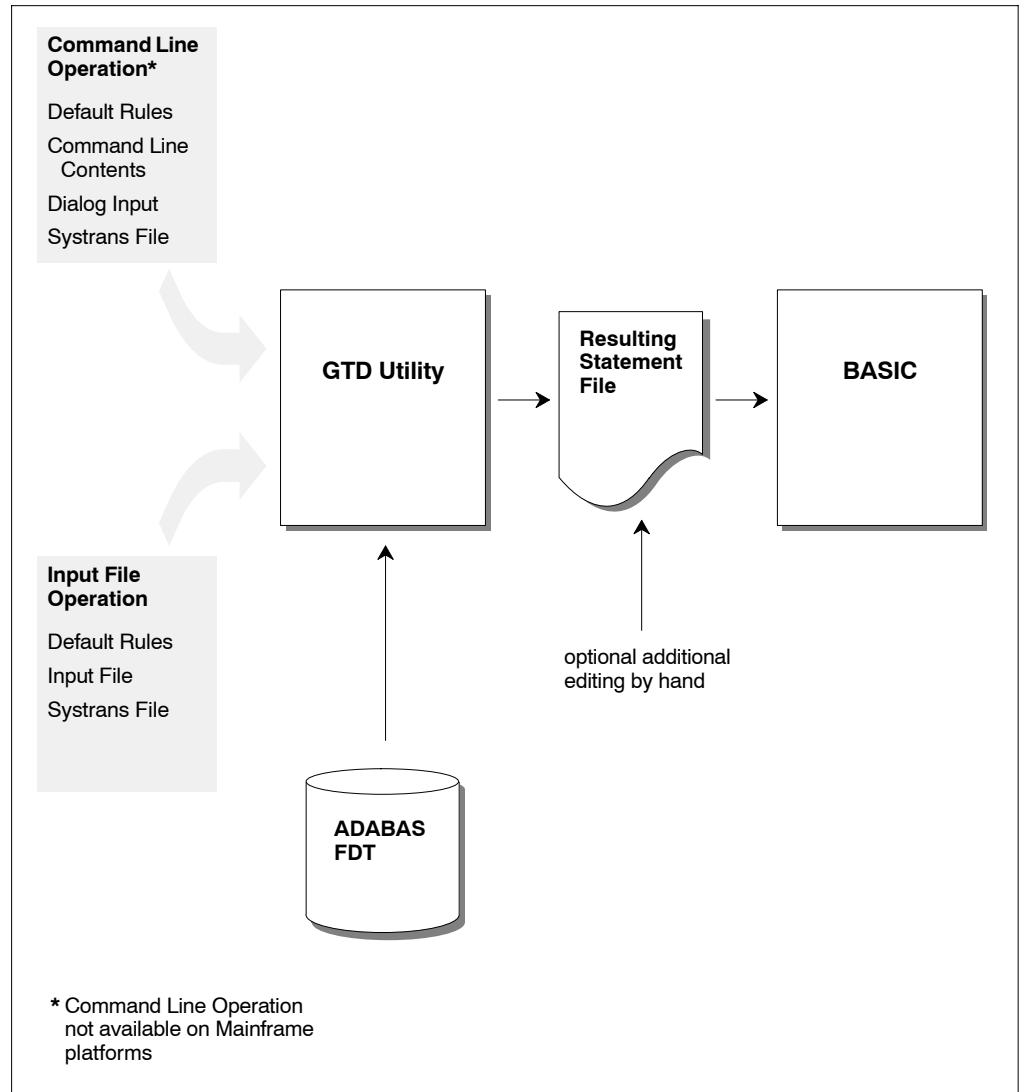 Command Line
Operation*
Default Rules
Command Line
Contents
Dialog Input
Systrans File
GTD Utility
Resulting
Statement
File
BASIC
Input File
Operation
Default Rules
Input File
Systrans File
optional additional
editing by hand
ADABAS
FDT
* Command Line Operation
not available on Mainframe
platforms